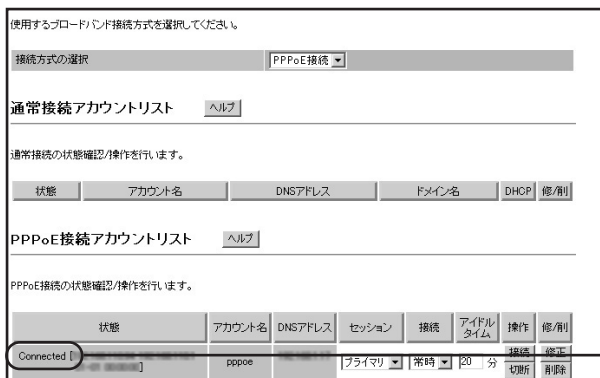 使用するブロードバンド接続方式を選択してください。
接続方式の選択 PPPoE接続
通常接続アカウントリスト ヘルプ
通常接続の状態確認/操作を行います。
状態 アカウント名 DNSアドレス ドメイン名 DHCP 修/削
PPPoE接続アカウントリスト ヘルプ
PPPoE接続の状態確認/操作を行います。
状態 アカウント名 DNSアドレス セッション 接続 アイドルタイム 操作 修/削
Connected [ ] pppoe プライマリ 常時 20 分 接続 修正
切断 削除